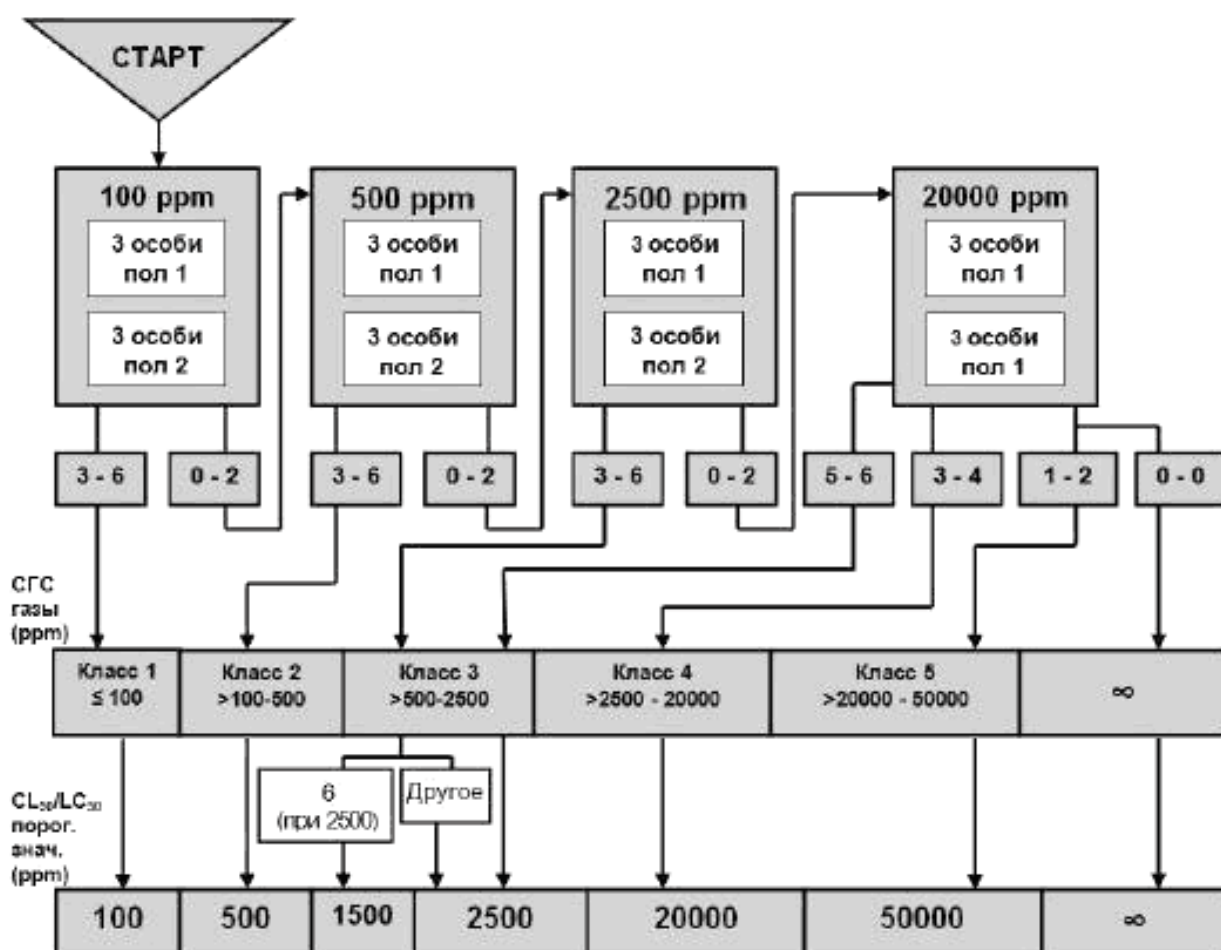 СТАРТ
100 ppm
3 особи
пол 1
3 особи
пол 2
500 ppm
3 особи
пол 1
3 особи
пол 2
2500 ppm
3 особи
пол 1
3 особи
пол 2
20000 ppm
3 особи
пол 1
3 особи
пол 1
3 - 6
0 - 2
3 - 6
0 - 2
3 - 6
0 - 2
5 - 6
3 - 4
1 - 2
0 - 0
СГС
газы
(ppm)
Класс 1
≤ 100
Класс 2
>100-500
Класс 3
>500-2500
Класс 4
>2500 - 20000
Класс 5
>20000 - 50000
∞
6
(при 2500)
Другое
CL₅₀/LC₅₀
порог.
знач.
(ppm)
100
500
1500
2500
20000
50000
∞